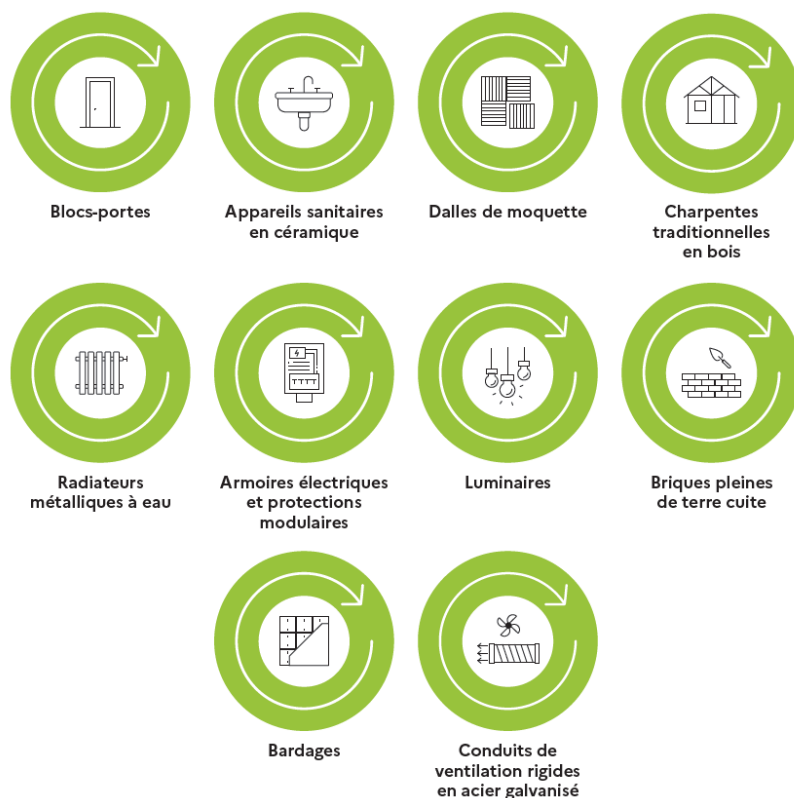 Blocs-portes
Appareils sanitaires
en céramique
Dalles de moquette
Charpentes
traditionnelles
en bois
Radiateurs
métalliques à eau
Armoires électriques
et protections
modulaires
Luminaires
Briques pleines
de terre cuite
Bardages
Conduits de
ventilation rigides
en acier galvanisé